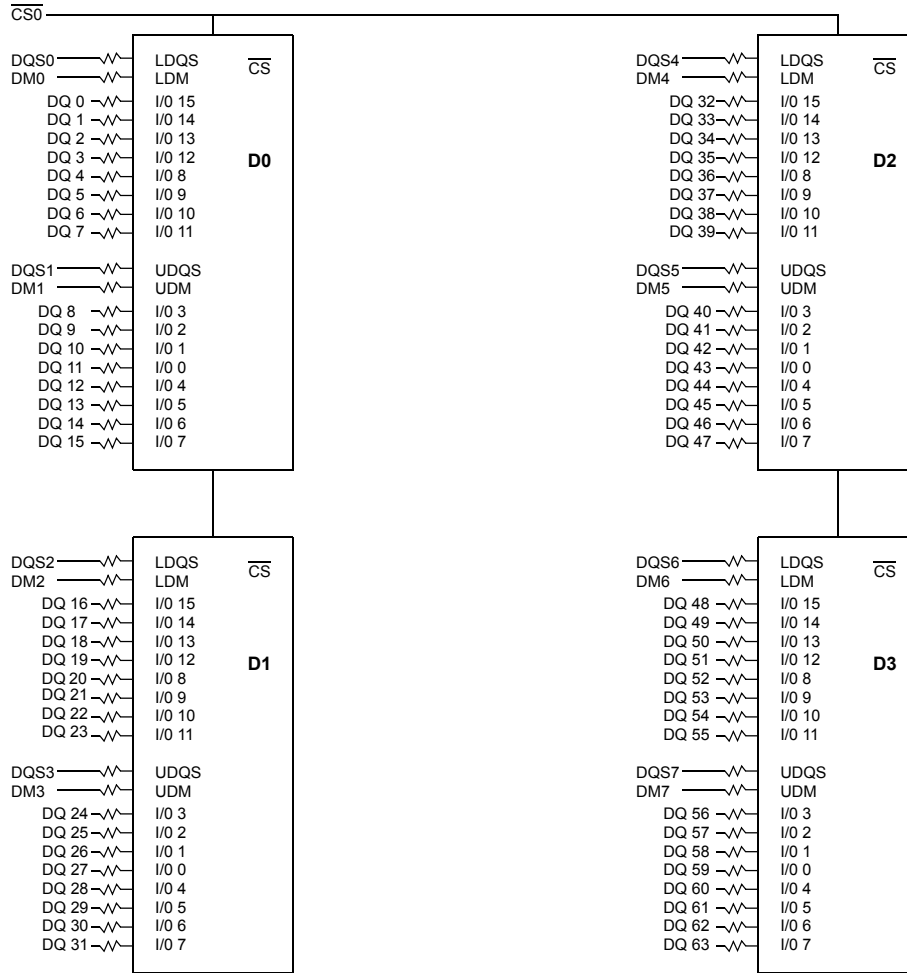 CS0
DQS0 LDQS CS
DM0 LDM
DQ 0 I/0 15
DQ 1 I/0 14
DQ 2 I/0 13
DQ 3 I/0 12 D0
DQ 4 I/0 8
DQ 5 I/0 9
DQ 6 I/0 10
DQ 7 I/0 11
DQS1 UDQS
DM1 UDM
DQ 8 I/0 3
DQ 9 I/0 2
DQ 10 I/0 1
DQ 11 I/0 0
DQ 12 I/0 4
DQ 13 I/0 5
DQ 14 I/0 6
DQ 15 I/0 7
DQS4 LDQS CS
DM4 LDM
DQ 32 I/0 15
DQ 33 I/0 14
DQ 34 I/0 13
DQ 35 I/0 12 D2
DQ 36 I/0 8
DQ 37 I/0 9
DQ 38 I/0 10
DQ 39 I/0 11
DQS5 UDQS
DM5 UDM
DQ 40 I/0 3
DQ 41 I/0 2
DQ 42 I/0 1
DQ 43 I/0 0
DQ 44 I/0 4
DQ 45 I/0 5
DQ 46 I/0 6
DQ 47 I/0 7
DQS2 LDQS CS
DM2 LDM
DQ 16 I/0 15
DQ 17 I/0 14
DQ 18 I/0 13
DQ 19 I/0 12 D1
DQ 20 I/0 8
DQ 21 I/0 9
DQ 22 I/0 10
DQ 23 I/0 11
DQS3 UDQS
DM3 UDM
DQ 24 I/0 3
DQ 25 I/0 2
DQ 26 I/0 1
DQ 27 I/0 0
DQ 28 I/0 4
DQ 29 I/0 5
DQ 30 I/0 6
DQ 31 I/0 7
DQS6 LDQS CS
DM6 LDM
DQ 48 I/0 15
DQ 49 I/0 14
DQ 50 I/0 13
DQ 51 I/0 12 D3
DQ 52 I/0 8
DQ 53 I/0 9
DQ 54 I/0 10
DQ 55 I/0 11
DQS7 UDQS
DM7 UDM
DQ 56 I/0 3
DQ 57 I/0 2
DQ 58 I/0 1
DQ 59 I/0 0
DQ 60 I/0 4
DQ 61 I/0 5
DQ 62 I/0 6
DQ 63 I/0 7